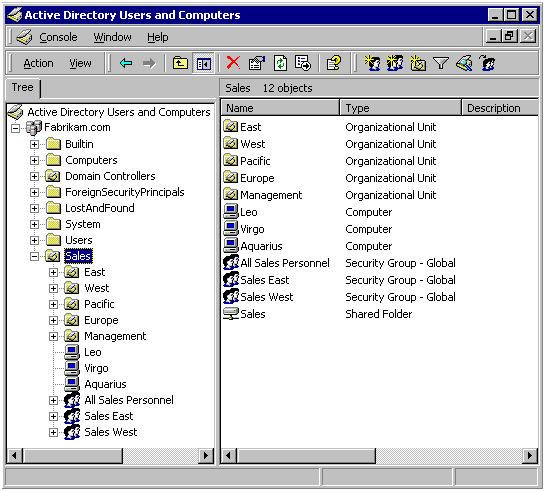 Active Directory Users and Computers
Console Window Help
Action View
Tree
Sales 12 objects
Active Directory Users and Computers
Fabrikam.com
Builtin
Computers
Domain Controllers
ForeignSecurityPrincipals
LostAndFound
System
Users
Sales
East
West
Pacific
Europe
Management
Leo
Virgo
Aquarius
All Sales Personnel
Sales East
Sales West
Name Type Description
East Organizational Unit
West Organizational Unit
Pacific Organizational Unit
Europe Organizational Unit
Management Organizational Unit
Leo Computer
Virgo Computer
Aquarius Computer
All Sales Personnel Security Group - Global
Sales East Security Group - Global
Sales West Security Group - Global
Sales Shared Folder